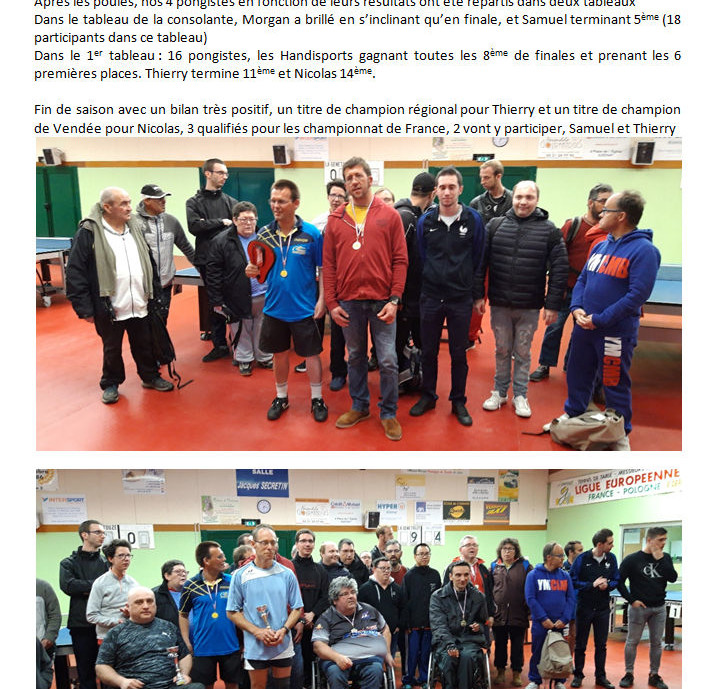 Après les poules, nos 4 pongistes en fonction de leurs résultats ont été répartis dans deux tableaux
Dans le tableau de la consolante, Morgan a brillé en s’inclinant qu’en finale, et Samuel terminant 5ème (18
participants dans ce tableau)
Dans le 1er tableau : 16 pongistes, les Handisports gagnant toutes les 8ème de finales et prenant les 6
premières places. Thierry termine 11ème et Nicolas 14ème.
Fin de saison avec un bilan très positif, un titre de champion régional pour Thierry et un titre de champion
de Vendée pour Nicolas, 3 qualifiés pour les championnat de France, 2 vont y participer, Samuel et Thierry
SALLE
Jacques SECRETIN
INTERSPORT
HYPER
LIGUE EUROPEENNE
FRANCE - POLOGNE
9 4
CK